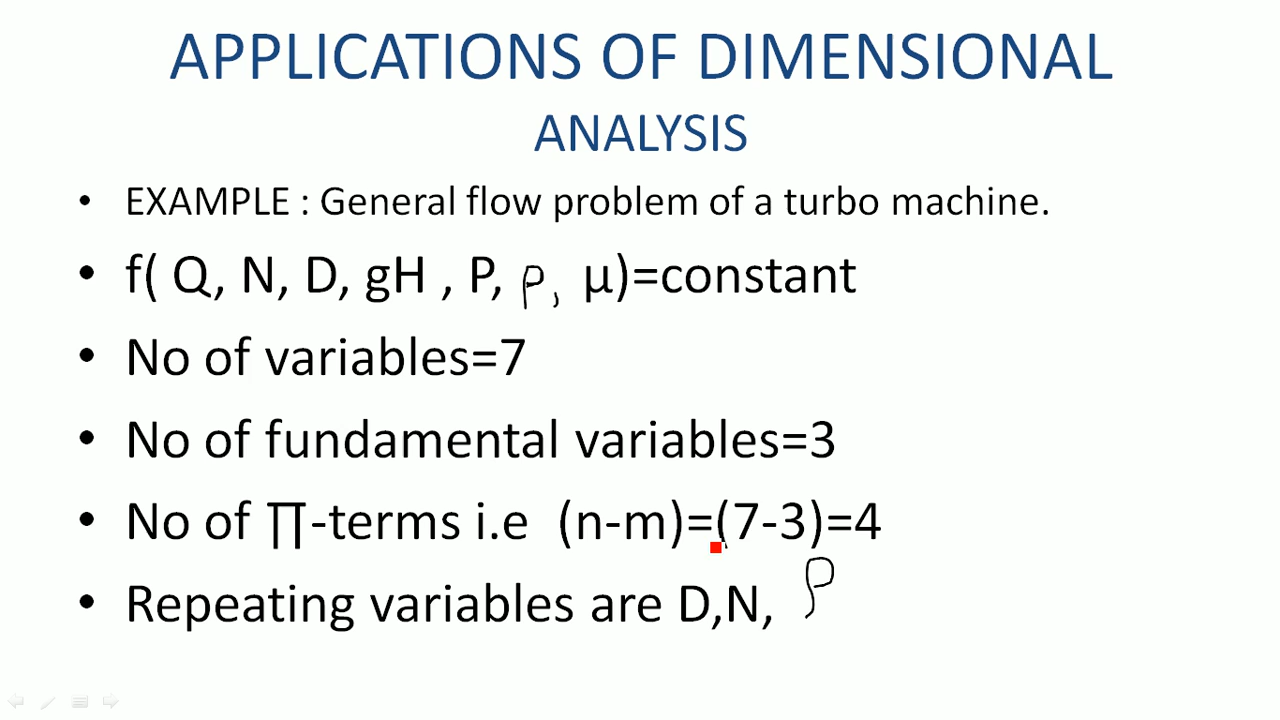 APPLICATIONS OF DIMENSIONAL
ANALYSIS
• EXAMPLE : General flow problem of a turbo machine.
• f( Q, N, D, gH , P, ρ, μ)=constant
• No of variables=7
• No of fundamental variables=3
• No of ∏-terms i.e (n-m)=(7-3)=4
• Repeating variables are D,N, ρ